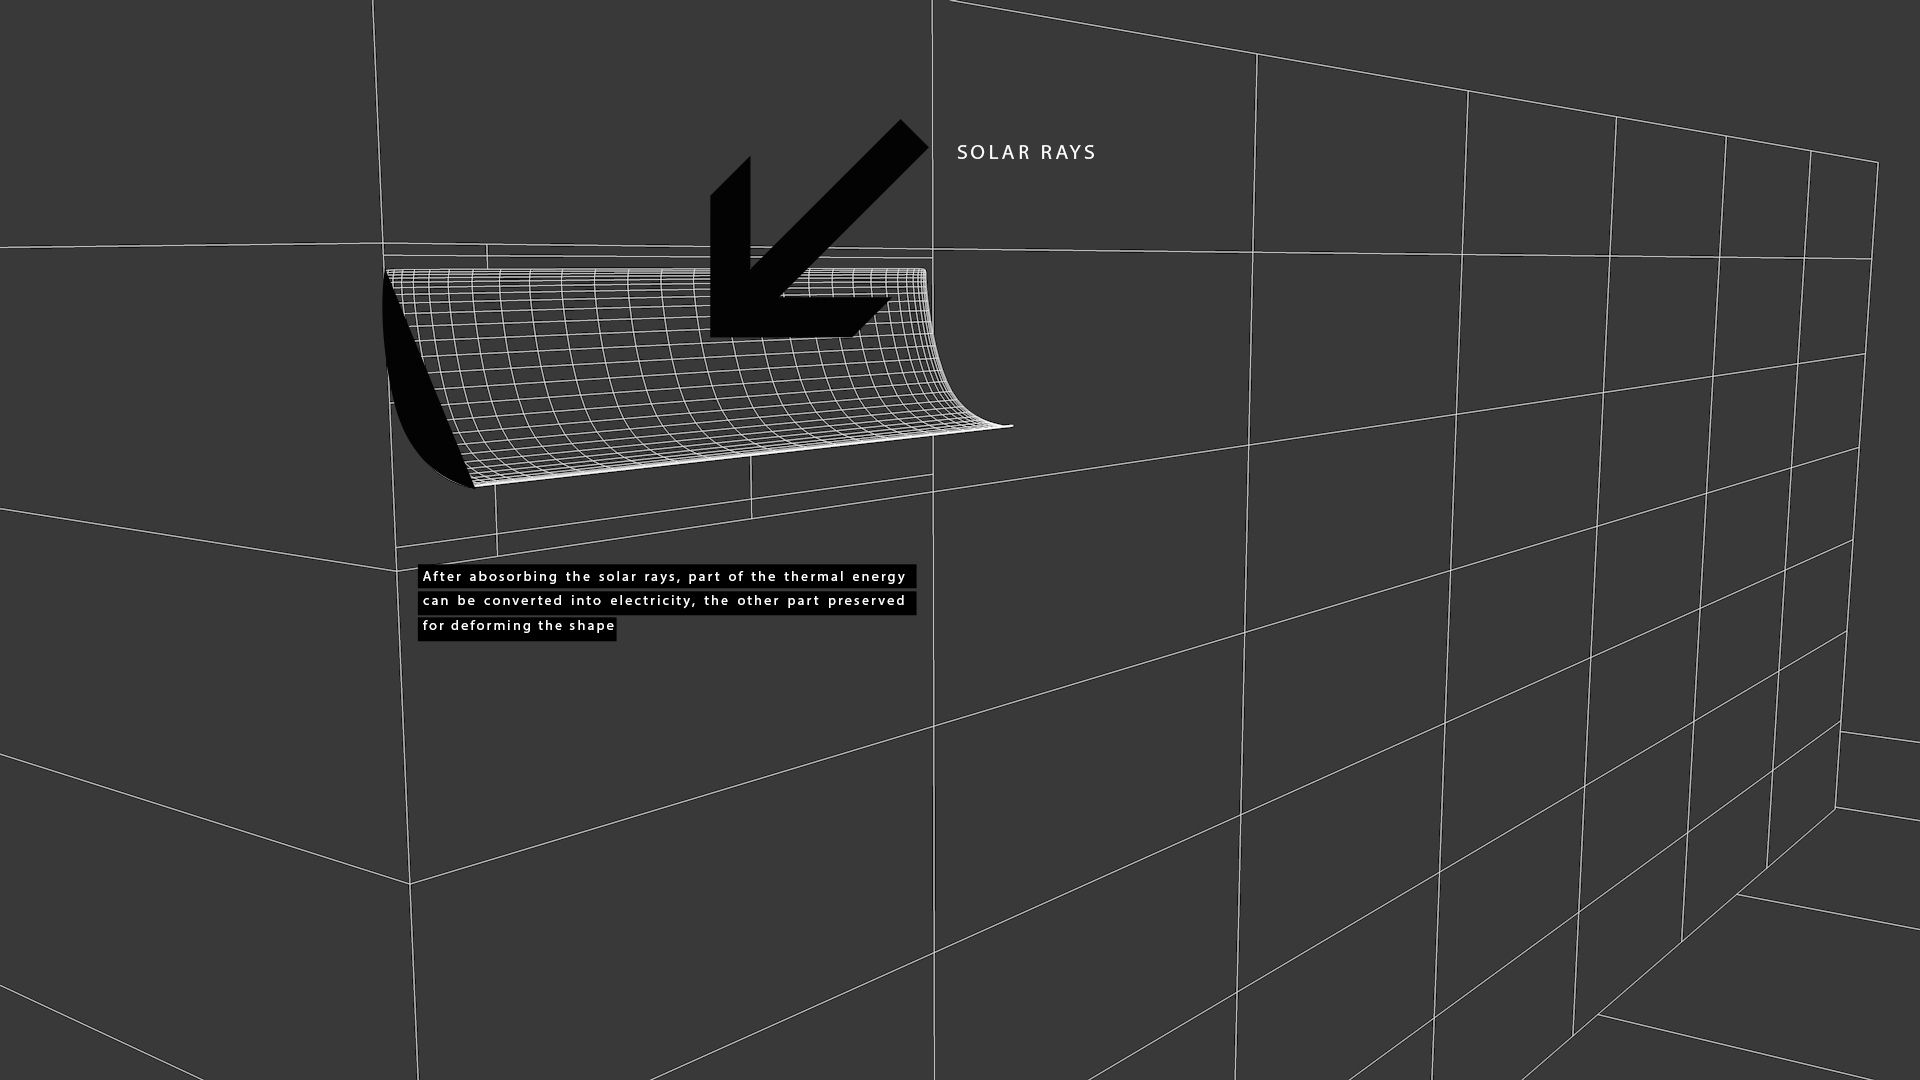 SOLAR RAYS
After abosorbing the solar rays, part of the thermal energy
can be converted into electricity, the other part preserved
for deforming the shape